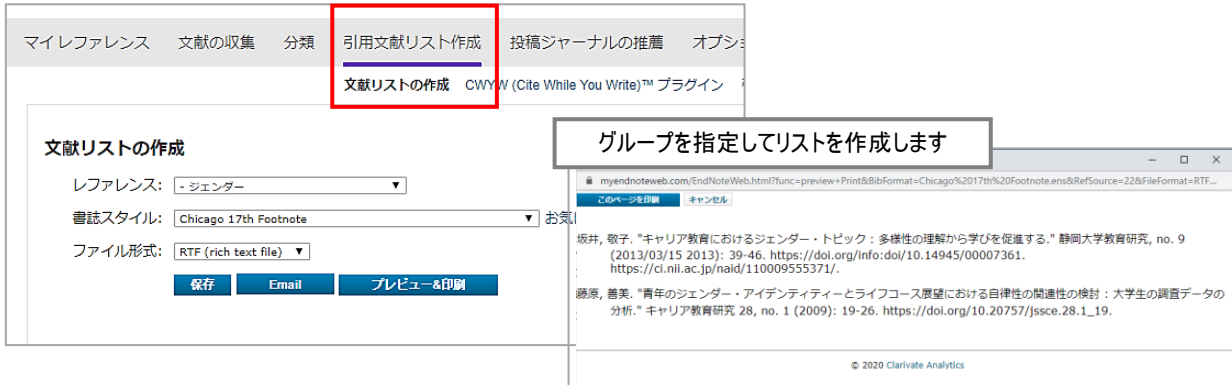 マイレファレンス 文献の収集 分類 引用文献リスト作成 投稿ジャーナルの推薦 オプショ
文献リストの作成 CWYW (Cite While You Write)™ プラグイン
文献リストの作成
レファレンス: - ジェンダー
書誌スタイル: Chicago 17th Footnote お気
ファイル形式: RTF (rich text file)
保存 Email プレビュー&印刷
グループを指定してリストを作成します
myendnoteweb.com/EndNoteWeb.html?func=preview+Print&BibFormat=Chicago%2017th%20Footnote.ens&RefSource=22&FileFormat=RTF...
このページを印刷 キャンセル
坂井, 敬子. "キャリア教育におけるジェンダー・トピック : 多様性の理解から学びを促進する." 静岡大学教育研究, no. 9
(2013/03/15 2013): 39-46. https://doi.org/info:doi/10.14945/00007361.
https://ci.nii.ac.jp/naid/110009555371/.
藤原, 善美. "青年のジェンダー・アイデンティティーとライフコース展望における自律性の関連性の検討 : 大学生の調査データの
分析." キャリア教育研究 28, no. 1 (2009): 19-26. https://doi.org/10.20757/jssce.28.1_19.
© 2020 Clarivate Analytics